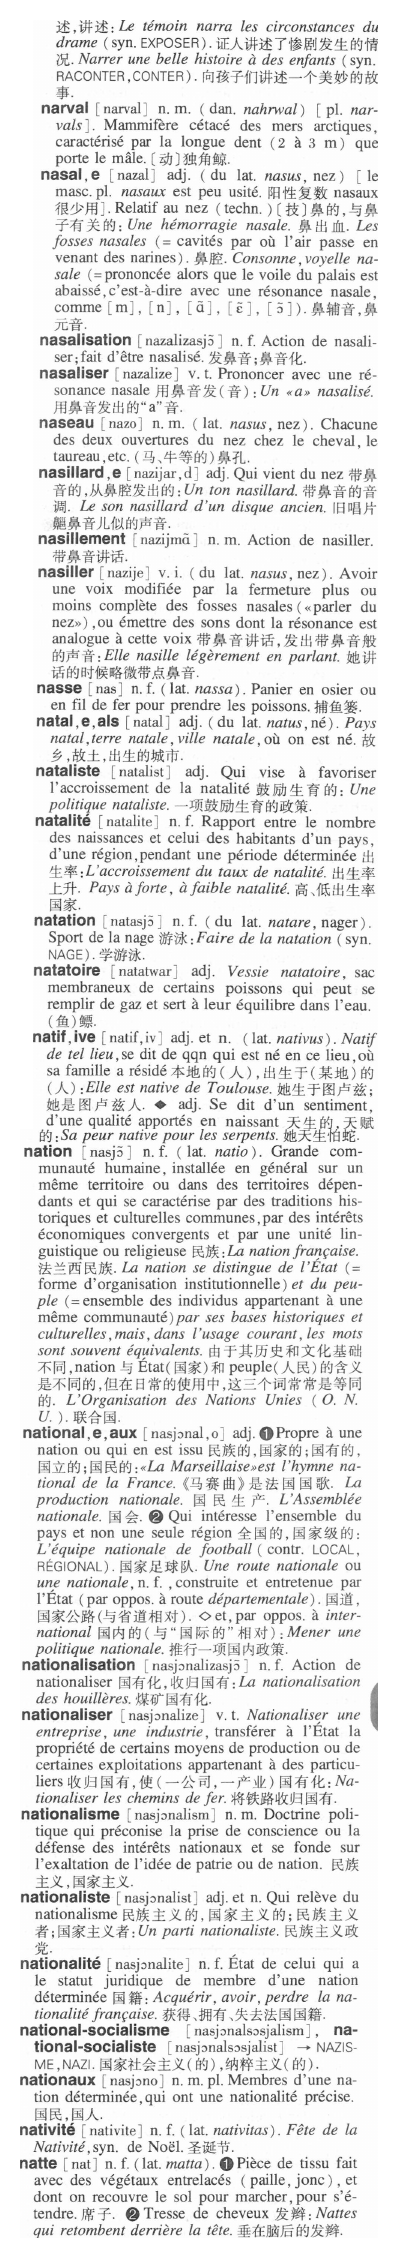 述,讲述: Le témoin narra les circonstances du
drame (syn. EXPOSER). 证人讲述了惨剧发生的情
况. Narrer une belle histoire à des enfants (syn.
RACONTER, CONTER). 向孩子们讲述一个美妙的故
事.
narval [narval] n. m. (dan. nahrwal) [pl. nar-
vals]. Mammifère cétacé des mers arctiques,
caractérisé par la longue dent (2 à 3 m) que
porte le mâle. [动]独角鲸.
nasal, e [nazal] adj. (du lat. nasus, nez) [le
masc. pl. nasaux est peu usité. 阳性复数 nasaux
很少用]. Relatif au nez (techn.) [技]鼻的,与鼻
子有关的: Une hémorragie nasale. 鼻出血. Les
fosses nasales (= cavités par où l'air passe en
venant des narines). 鼻腔. Consonne, voyelle na-
sale (= prononcée alors que le voile du palais est
abaissé, c'est-à-dire avec une résonance nasale,
comme [m], [n], [ɑ̃], [ɛ̃], [ɔ̃]). 鼻辅音,鼻
元音.
nasalisation [nazalizasjɔ̃] n. f. Action de nasali-
ser; fait d'être nasalisé. 发鼻音;鼻音化.
nasaliser [nazalize] v. t. Prononcer avec une ré-
sonance nasale 用鼻音发(音): Un «a» nasalisé.
用鼻音发出的“a”音.
naseau [nazo] n. m. (lat. nasus, nez). Chacune
des deux ouvertures du nez chez le cheval, le
taureau, etc. (马、牛等的)鼻孔.
nasillard, e [nazijar, d] adj. Qui vient du nez 带鼻
音的,从鼻腔发出的: Un ton nasillard. 带鼻音的音
调. Le son nasillard d'un disque ancien. 旧唱片
齆鼻音儿似的声音.
nasillement [nazijmɑ̃] n. m. Action de nasiller.
带鼻音讲话.
nasiller [nazije] v. i. (du lat. nasus, nez). Avoir
une voix modifiée par la fermeture plus ou
moins complète des fosses nasales («parler du
nez»), ou émettre des sons dont la résonance est
analogue à cette voix 带鼻音讲话,发出带鼻音般
的声音: Elle nasille légèrement en parlant. 她讲
话的时候略微带点鼻音.
nasse [nas] n. f. (lat. nassa). Panier en osier ou
en fil de fer pour prendre les poissons. 捕鱼篓.
natal, e, als [natal] adj. (du lat. natus, né). Pays
natal, terre natale, ville natale, où on est né. 故
乡,故土,出生的城市.
nataliste [natalist] adj. Qui vise à favoriser
l'accroissement de la natalité 鼓励生育的: Une
politique nataliste. 一项鼓励生育的政策.
natalité [natalite] n. f. Rapport entre le nombre
des naissances et celui des habitants d'un pays,
d'une région, pendant une période déterminée 出
生率: L'accroissement du taux de natalité. 出生率
上升. Pays à forte, à faible natalité. 高、低出生率
国家.
natation [natasjɔ̃] n. f. (du lat. natare, nager).
Sport de la nage 游泳: Faire de la natation (syn.
NAGE). 学游泳.
natatoire [natatwar] adj. Vessie natatoire, sac
membraneux de certains poissons qui peut se
remplir de gaz et sert à leur équilibre dans l'eau.
(鱼)鳔.
natif, ive [natif, iv] adj. et n. (lat. nativus). Natif
de tel lieu, se dit de qqn qui est né en ce lieu, où
sa famille a résidé 本地的(人),出生于(某地)的
(人): Elle est native de Toulouse. 她生于图卢兹;
她是图卢兹人. ◆ adj. Se dit d'un sentiment,
d'une qualité apportés en naissant 天生的,天赋
的: Sa peur native pour les serpents. 她天生怕蛇.
nation [nasjɔ̃] n. f. (lat. natio). Grande com-
munauté humaine, installée en général sur un
même territoire ou dans des territoires dépen-
dants et qui se caractérise par des traditions his-
toriques et culturelles communes, par des intérêts
économiques convergents et par une unité lin-
guistique ou religieuse 民族: La nation française.
法兰西民族. La nation se distingue de l'État (=
forme d'organisation institutionnelle) et du peu-
ple (= ensemble des individus appartenant à une
même communauté) par ses bases historiques et
culturelles, mais, dans l'usage courant, les mots
sont souvent équivalents. 由于其历史和文化基础
不同, nation 与 État(国家)和 peuple(人民)的含义
是不同的,但在日常的使用中,这三个词常常是等同
的. L'Organisation des Nations Unies (O. N.
U.). 联合国.
national, e, aux [nasjɔnal, o] adj. ❶ Propre à une
nation ou qui en est issu 民族的,国家的;国有的,
国立的;国民的: «La Marseillaise» est l'hymne na-
tional de la France. 《马赛曲》是法国国歌. La
production nationale. 国民生产. L'Assemblée
nationale. 国会. ❷ Qui intéresse l'ensemble du
pays et non une seule région 全国的,国家级的:
L'équipe nationale de football (contr. LOCAL,
RÉGIONAL). 国家足球队. Une route nationale ou
une nationale, n. f., construite et entretenue par
l'État (par oppos. à route départementale). 国道,
国家公路(与省道相对). ◇ et, par oppos. à inter-
national 国内的(与“国际的”相对): Mener une
politique nationale. 推行一项国内政策.
nationalisation [nasjɔnalizasjɔ̃] n. f. Action de
nationaliser 国有化,收归国有: La nationalisation
des houillères. 煤矿国有化.
nationaliser [nasjɔnalize] v. t. Nationaliser une
entreprise, une industrie, transférer à l'État la
propriété de certains moyens de production ou de
certaines exploitations appartenant à des particu-
liers 收归国有,使(一公司,一产业)国有化: Na-
tionaliser les chemins de fer. 将铁路收归国有.
nationalisme [nasjɔnalism] n. m. Doctrine poli-
tique qui préconise la prise de conscience ou la
défense des intérêts nationaux et se fonde sur
l'exaltation de l'idée de patrie ou de nation. 民族
主义,国家主义.
nationaliste [nasjɔnalist] adj. et n. Qui relève du
nationalisme 民族主义的,国家主义的;民族主义
者;国家主义者: Un parti nationaliste. 民族主义政
党.
nationalité [nasjɔnalite] n. f. État de celui qui a
le statut juridique de membre d'une nation
déterminée 国籍: Acquérir, avoir, perdre la na-
tionalité française. 获得、拥有、失去法国国籍.
national-socialisme [nasjɔnalsɔsjalism], na-
tional-socialiste [nasjɔnalsɔsjalist] → NAZIS-
ME, NAZI. 国家社会主义(的),纳粹主义(的).
nationaux [nasjɔno] n. m. pl. Membres d'une na-
tion déterminée, qui ont une nationalité précise.
国民,国人.
nativité [nativite] n. f. (lat. nativitas). Fête de la
Nativité, syn. de Noël. 圣诞节.
natte [nat] n. f. (lat. matta). ❶ Pièce de tissu fait
avec des végétaux entrelacés (paille, jonc), et
dont on recouvre le sol pour marcher, pour s'é-
tendre. 席子. ❷ Tresse de cheveux 发辫: Nattes
qui retombent derrière la tête. 垂在脑后的发辫.